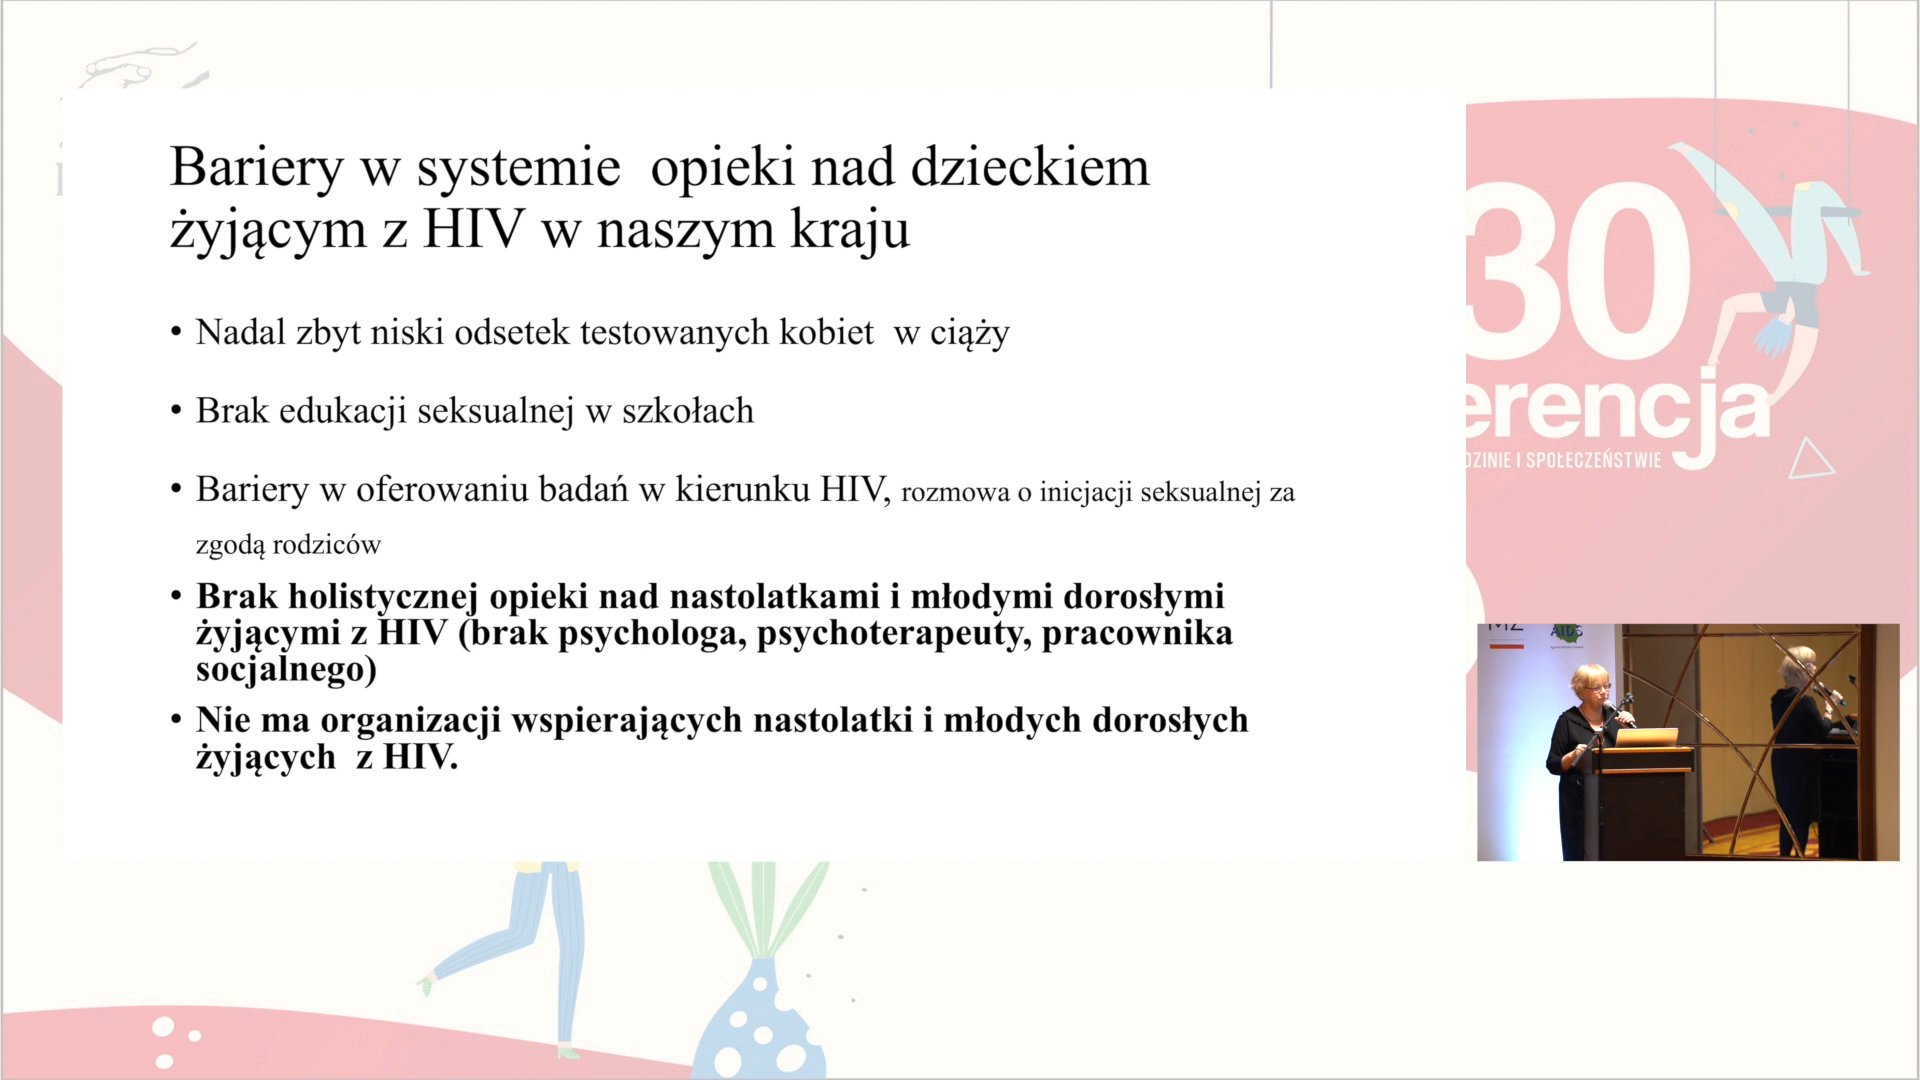 Bariery w systemie opieki nad dzieckiem
żyjącym z HIV w naszym kraju
• Nadal zbyt niski odsetek testowanych kobiet w ciąży
• Brak edukacji seksualnej w szkołach
• Bariery w oferowaniu badań w kierunku HIV, rozmowa o inicjacji seksualnej za
zgodą rodziców
• Brak holistycznej opieki nad nastolatkami i młodymi dorosłymi
żyjącymi z HIV (brak psychologa, psychoterapeuty, pracownika
socjalnego)
• Nie ma organizacji wspierających nastolatki i młodych dorosłych
żyjących z HIV.
30
erencja
DZINIE I SPOŁECZEŃSTWIE
MZ
AIDS